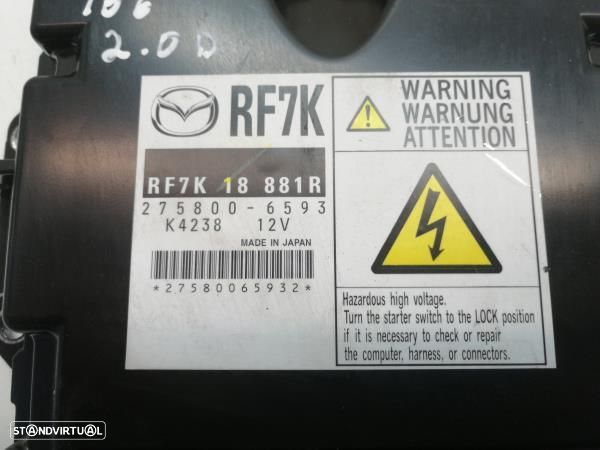 2.0D
RF7K
RF7K 18 881R
275800-6593
K4238 12V
MADE IN JAPAN
*27580065932*
WARNING
WARNUNG
ATTENTION
Hazardous high voltage.
Turn the starter switch to the LOCK position
if it is necessary to check or repair
the computer, harness, or connectors.
STANDVIRTUAL